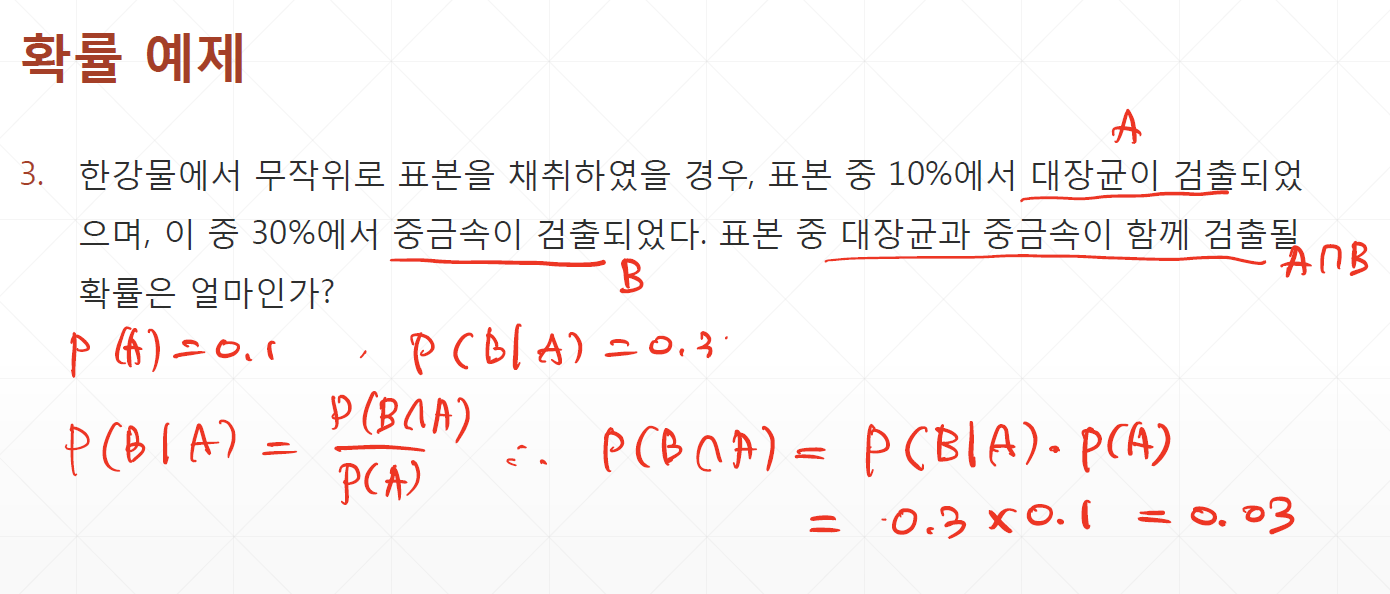 확률 예제
A
3. 한강물에서 무작위로 표본을 채취하였을 경우, 표본 중 10%에서 대장균이 검출되었
으며, 이 중 30%에서 중금속이 검출되었다. 표본 중 대장균과 중금속이 함께 검출될
B A∩B
확률은 얼마인가?
P(A)=0.1 , P(B|A)=0.3
P(B|A) = P(B∩A)/P(A) ∴ P(B∩A) = P(B|A)·P(A)
= 0.3×0.1 = 0.03